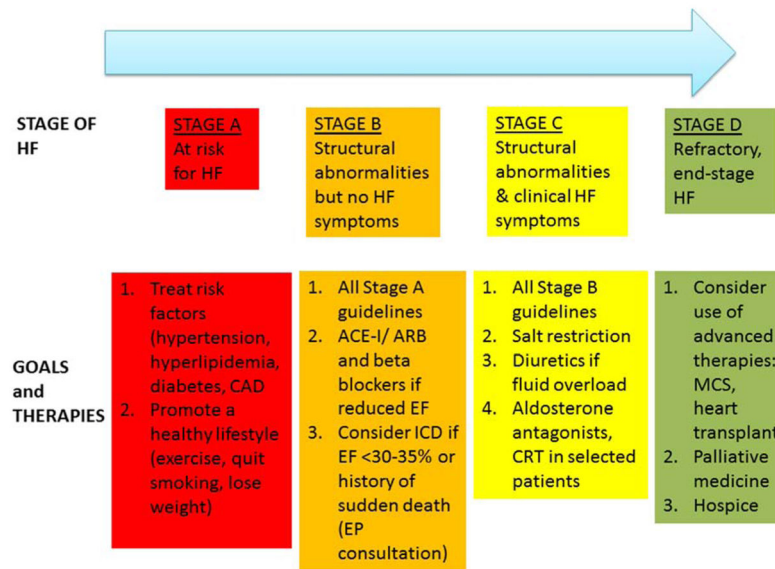 STAGE OF
HF
STAGE A
At risk
for HF
STAGE B
Structural
abnormalities
but no HF
symptoms
STAGE C
Structural
abnormalities
& clinical HF
symptoms
STAGE D
Refractory,
end-stage
HF
GOALS
and
THERAPIES
1. Treat risk
factors
(hypertension,
hyperlipidemia,
diabetes, CAD
2. Promote a
healthy lifestyle
(exercise, quit
smoking, lose
weight)
1. All Stage A
guidelines
2. ACE-I/ ARB
and beta
blockers if
reduced EF
3. Consider ICD if
EF <30-35% or
history of
sudden death
(EP
consultation)
1. All Stage B
guidelines
2. Salt restriction
3. Diuretics if
fluid overload
4. Aldosterone
antagonists,
CRT in selected
patients
1. Consider
use of
advanced
therapies:
MCS,
heart
transplant
2. Palliative
medicine
3. Hospice